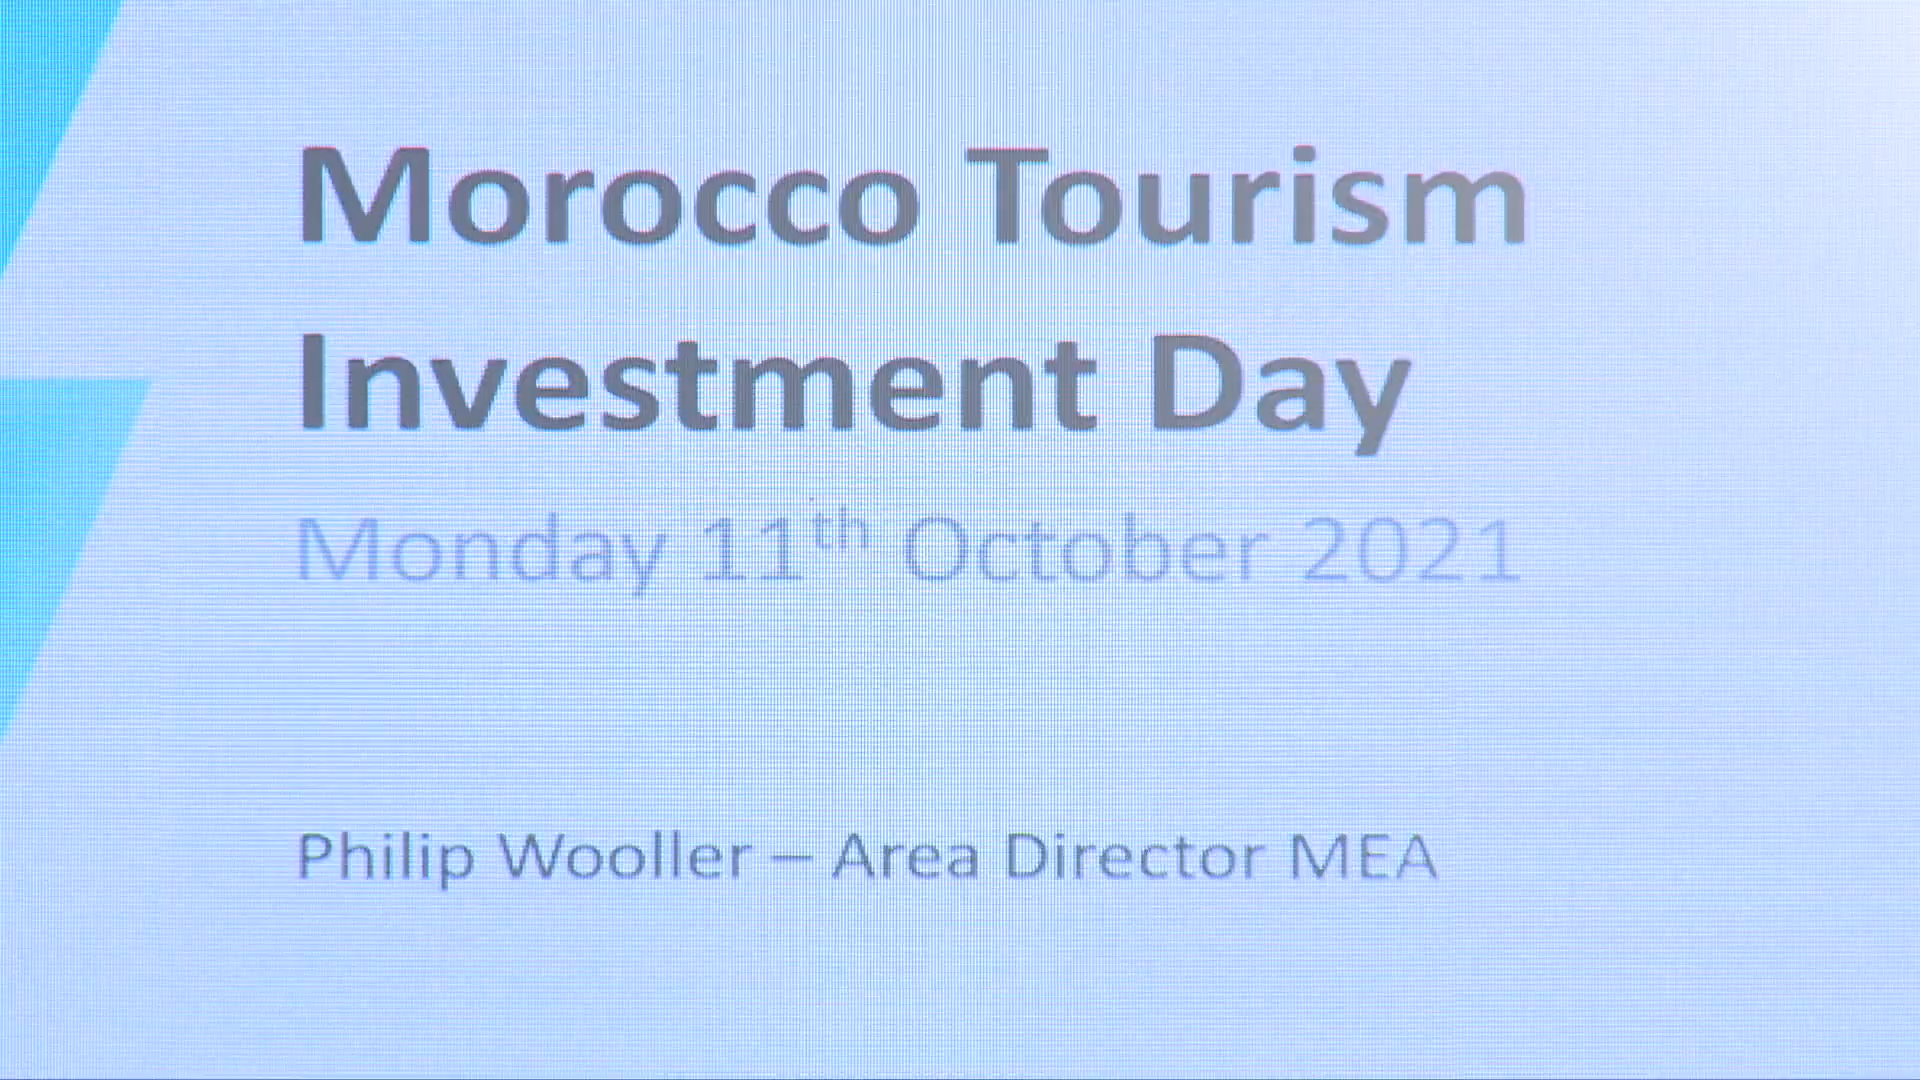 Morocco Tourism
Investment Day
Monday 11th October 2021
Philip Wooller – Area Director MEA